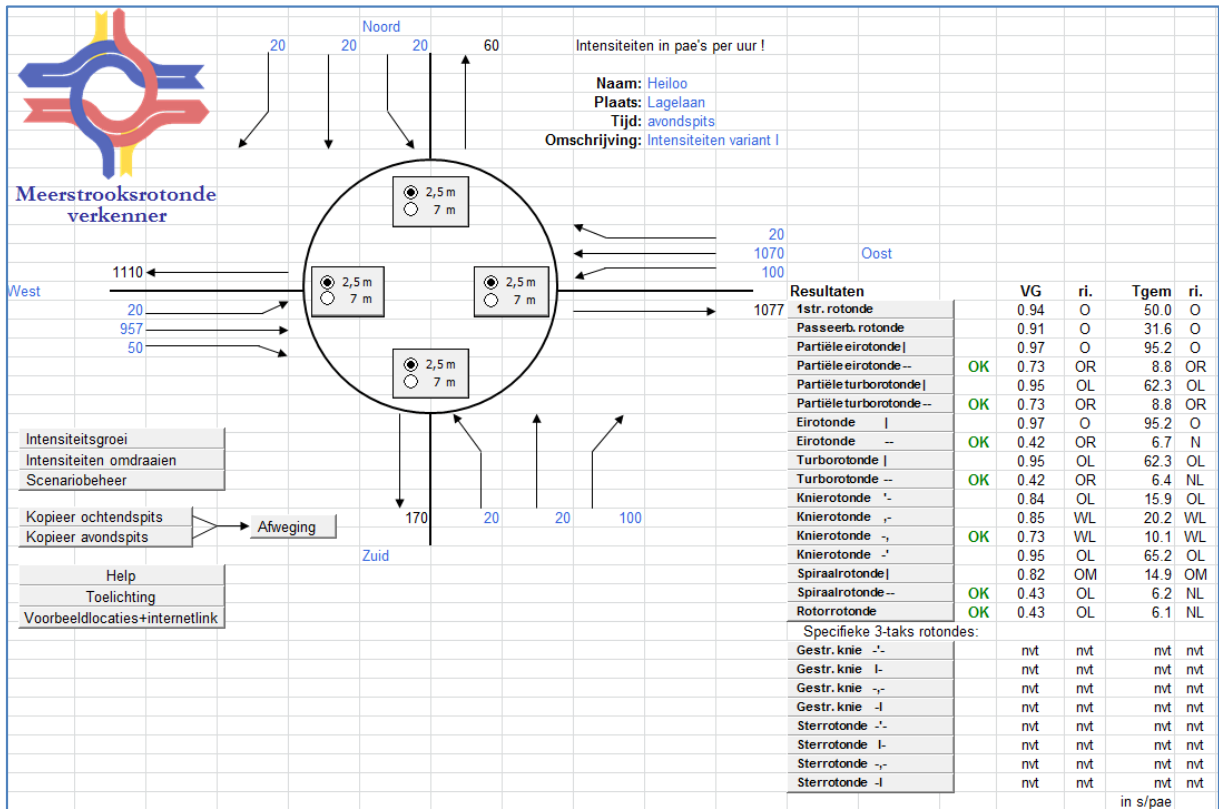 Noord
20 20 20 60 Intensiteiten in pae's per uur !
Naam: Heiloo
Plaats: Lagelaan
Tijd: avondspits
Omschrijving: Intensiteiten variant I
Meerstrooksrotonde
verkenner
2,5 m
7 m
20
1070 Oost
100
1110
West
2,5 m
7 m
2,5 m
7 m
20
957
50
1077
2,5 m
7 m
Resultaten VG ri. Tgem ri.
1str. rotonde 0.94 O 50.0 O
Passeerb. rotonde 0.91 O 31.6 O
Partiële eirotonde | 0.97 O 95.2 O
Partiële eirotonde -- OK 0.73 OR 8.8 OR
Partiële turborotonde | 0.95 OL 62.3 OL
Partiële turborotonde -- OK 0.73 OR 8.8 OR
Eirotonde | 0.97 O 95.2 O
Eirotonde -- OK 0.42 OR 6.7 N
Turborotonde | 0.95 OL 62.3 OL
Turborotonde -- OK 0.42 OR 6.4 NL
Knierotonde '- 0.84 OL 15.9 OL
Knierotonde ,- 0.85 WL 20.2 WL
Knierotonde -, OK 0.73 WL 10.1 WL
Knierotonde -' 0.95 OL 65.2 OL
Spiraalrotonde | 0.82 OM 14.9 OM
Spiraalrotonde -- OK 0.43 OL 6.2 NL
Rotorrotonde OK 0.43 OL 6.1 NL
Specifieke 3-taks rotondes:
Gestr. knie -'- nvt nvt nvt nvt
Gestr. knie I- nvt nvt nvt nvt
Gestr. knie -,- nvt nvt nvt nvt
Gestr. knie -I nvt nvt nvt nvt
Sterrotonde -'- nvt nvt nvt nvt
Sterrotonde I- nvt nvt nvt nvt
Sterrotonde -,- nvt nvt nvt nvt
Sterrotonde -I nvt nvt nvt nvt
in s/pae
Intensiteitsgroei
Intensiteiten omdraaien
Scenariobeheer
Kopieer ochtendspits
Kopieer avondspits
Afweging
170 20 20 100
Zuid
Help
Toelichting
Voorbeeldlocaties+internetlink